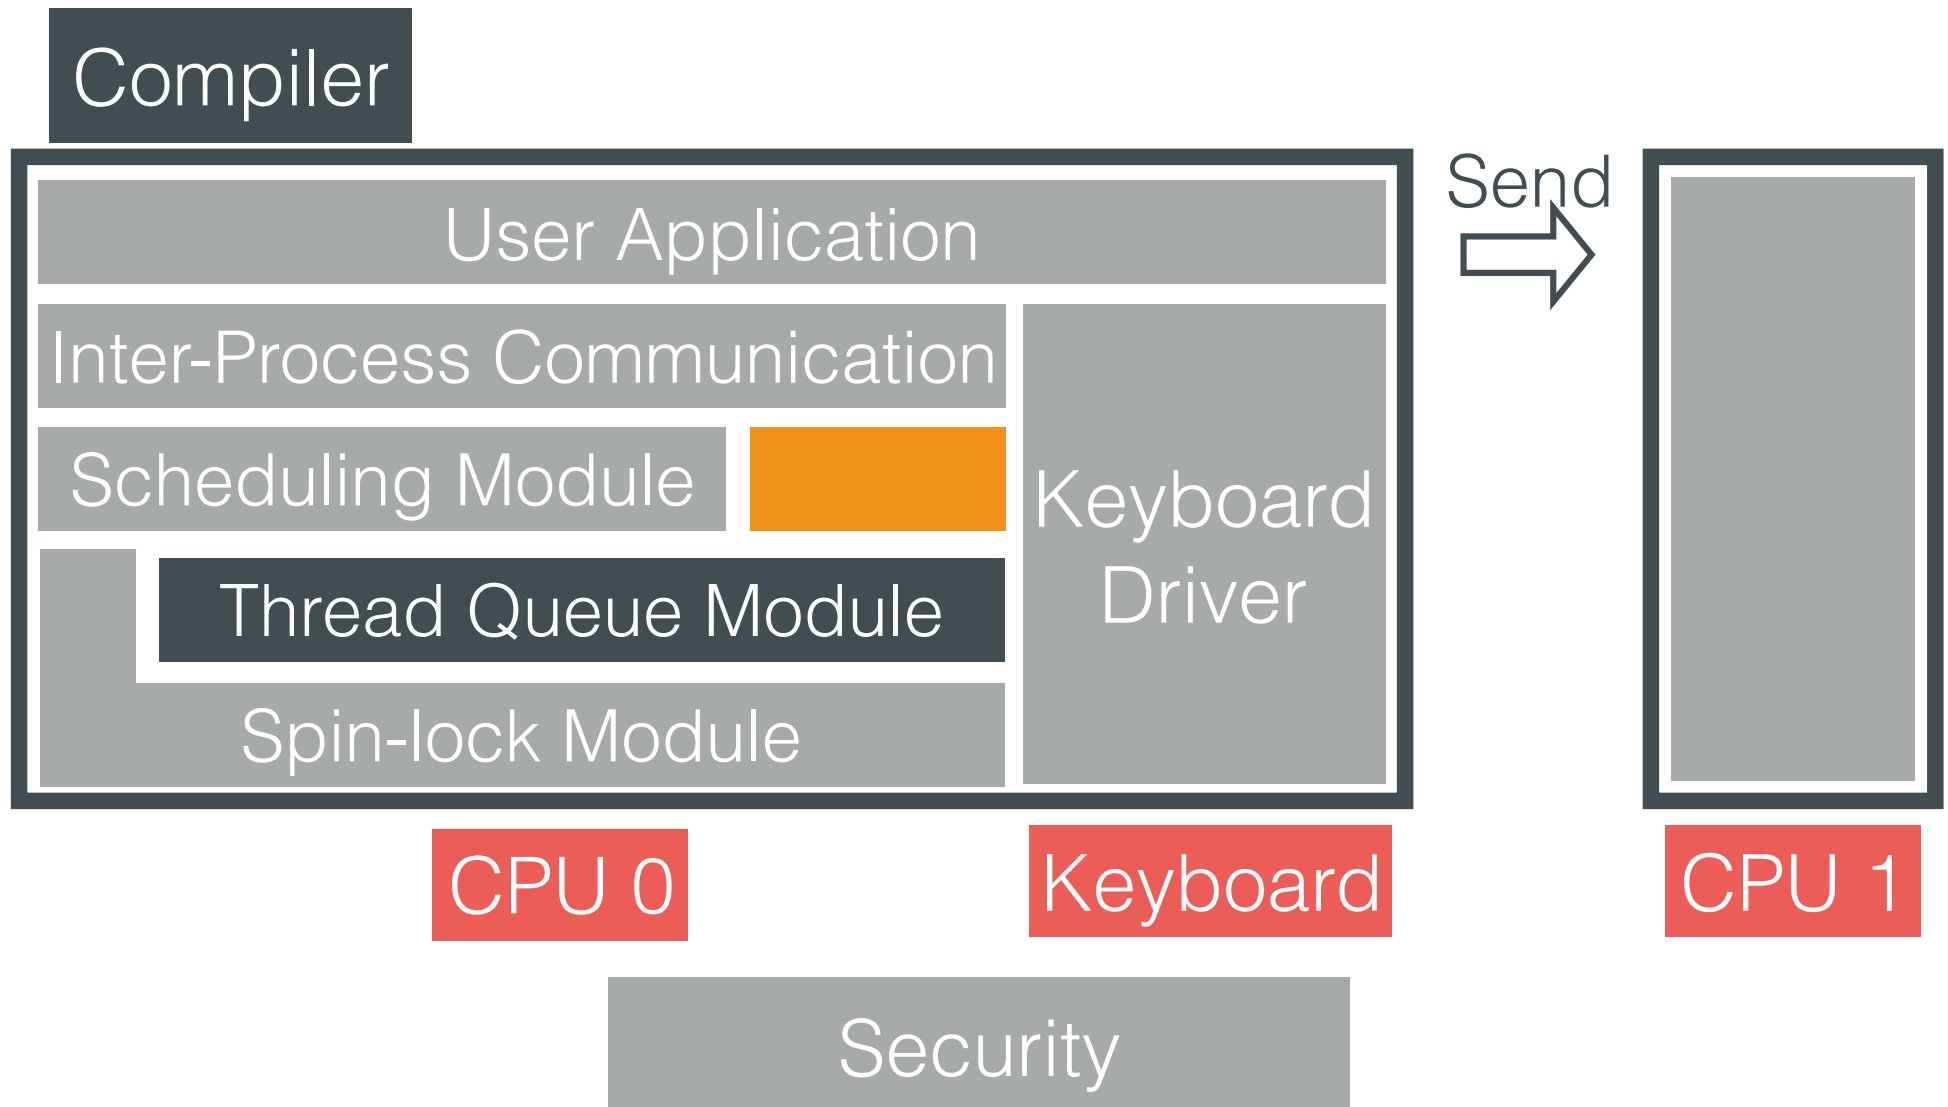 Compiler
Send
User Application
Inter-Process Communication
Scheduling Module
Keyboard
Driver
Thread Queue Module
Spin-lock Module
CPU 0
Keyboard
CPU 1
Security